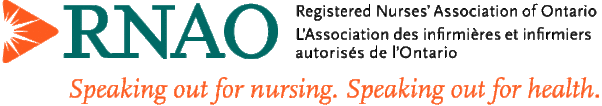 RNAO
Registered Nurses' Association of Ontario
L'Association des infirmières et infirmiers
autorisés de l'Ontario
Speaking out for nursing. Speaking out for health.